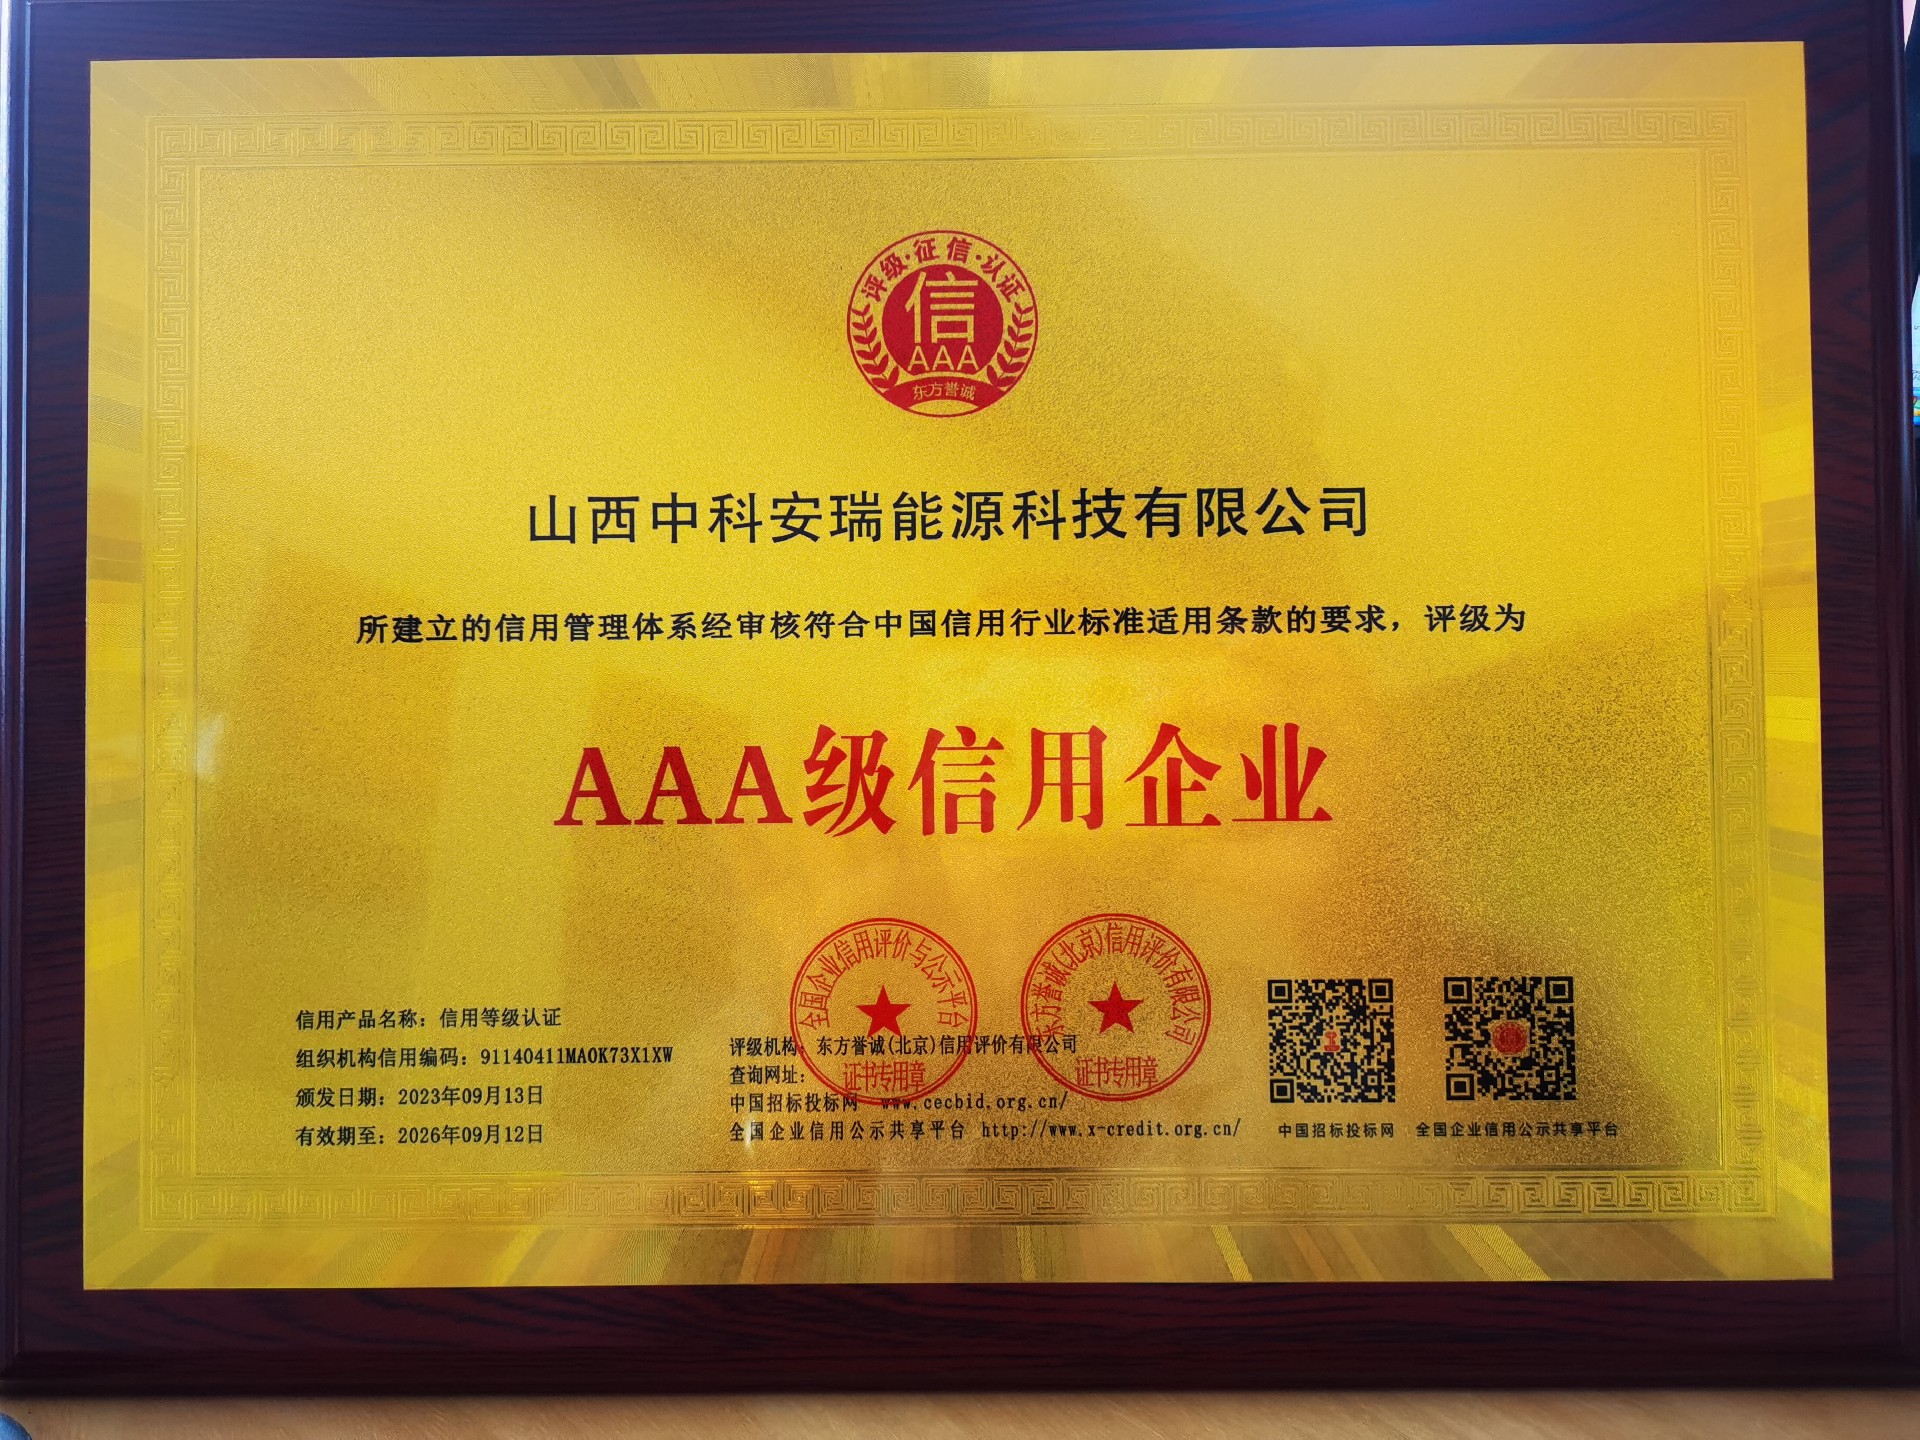 评级·征信·认证
信
AAA
东方誉诚
山西中科安瑞能源科技有限公司
所建立的信用管理体系经审核符合中国信用行业标准适用条款的要求，评级为
AAA级信用企业
全国企业信用评价与公示平台
证书专用章
东方誉诚(北京)信用评价有限公司
证书专用章
信用产品名称：信用等级认证
组织机构信用编码：91140411MA0K73X1XW
颁发日期：2023年09月13日
有效期至：2026年09月12日
评级机构：东方誉诚(北京)信用评价有限公司
查询网址：
中国招标投标网 www.cecbid.org.cn/
全国企业信用公示共享平台 http://www.x-credit.org.cn/
中国招标投标网
全国企业信用公示共享平台